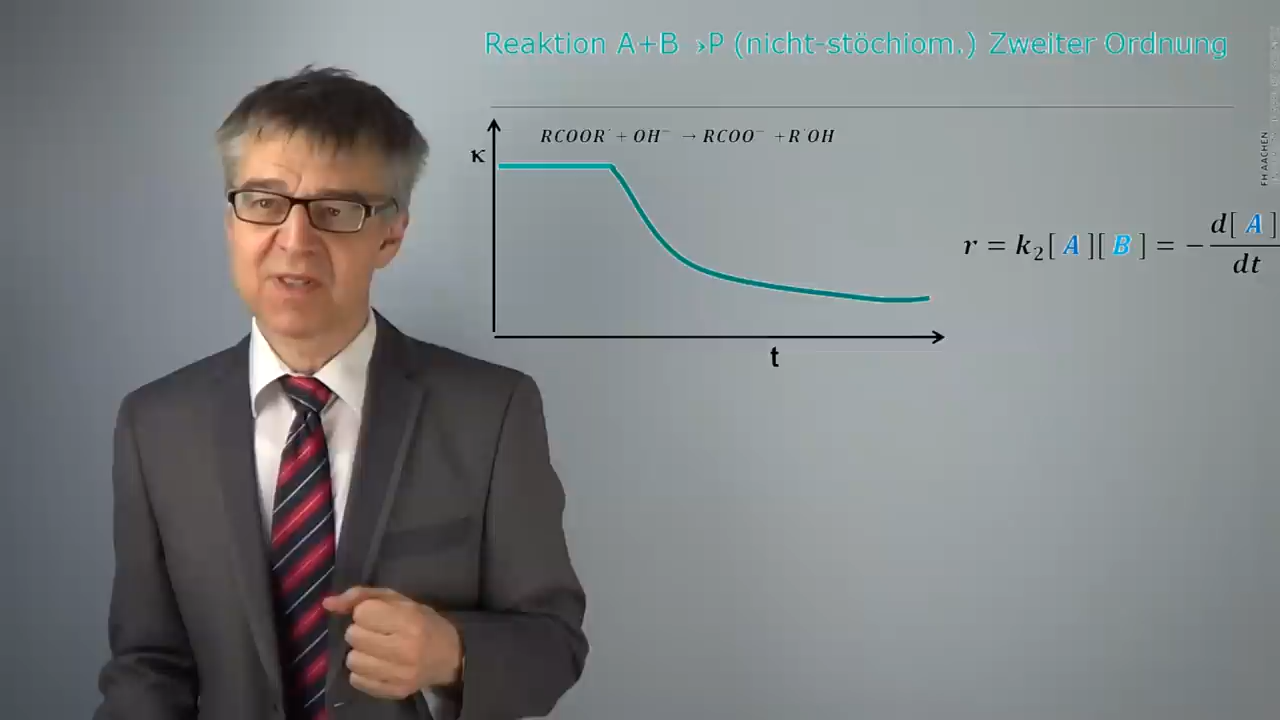 Reaktion A+B →P (nicht-stöchiom.) Zweiter Ordnung
RCOOR´ + OH⁻ → RCOO⁻ + R´OH
κ
t
r = k₂[ A ][ B ] = − d[ A ] / dt
FH AACHEN